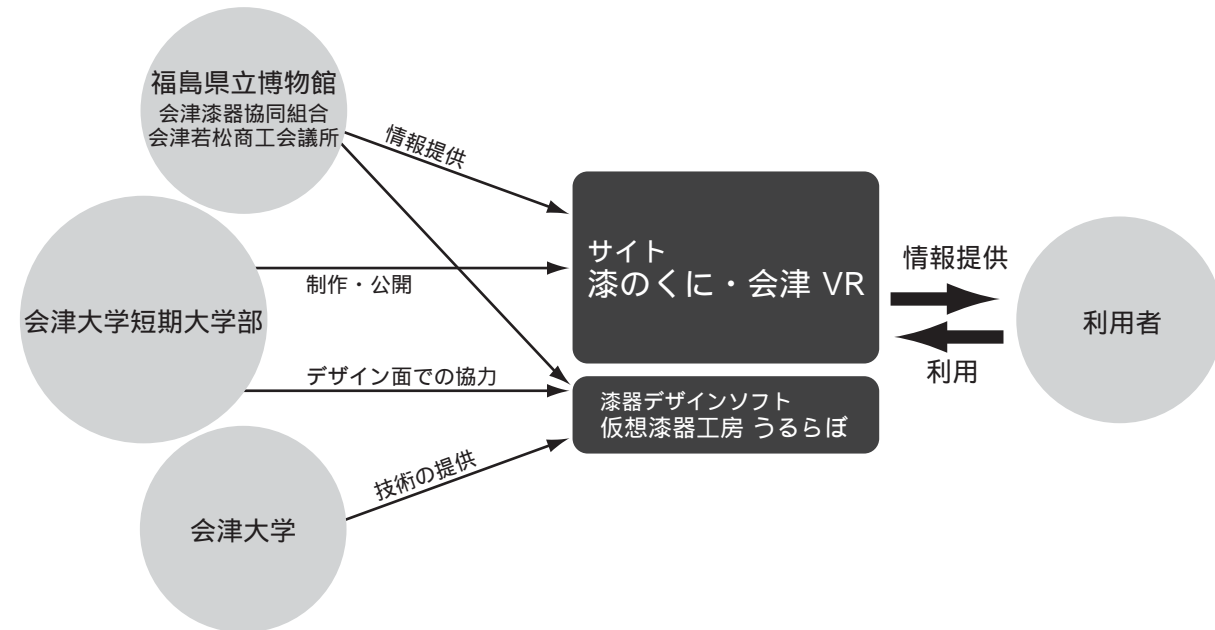 福島県立博物館
会津漆器協同組合
会津若松商工会議所
情報提供
会津大学短期大学部
制作・公開
デザイン面での協力
会津大学
技術の提供
サイト
漆のくに・会津 VR
漆器デザインソフト
仮想漆器工房 うるらぼ
情報提供
利用
利用者